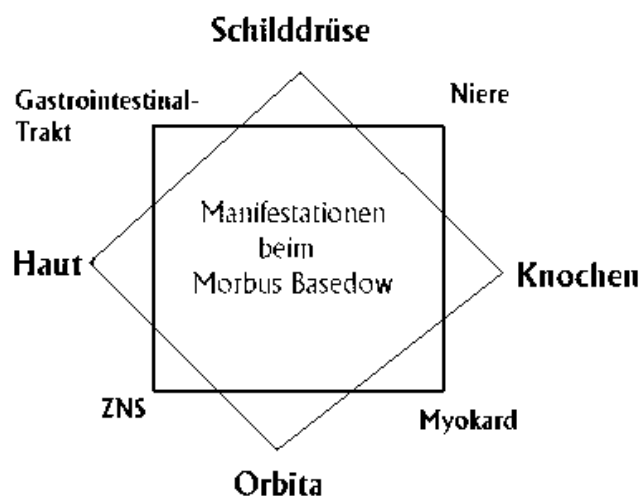 Schilddrüse
Gastrointestinal-
Trakt
Niere
Manifestationen
beim
Morbus Basedow
Haut
Knochen
ZNS
Myokard
Orbita